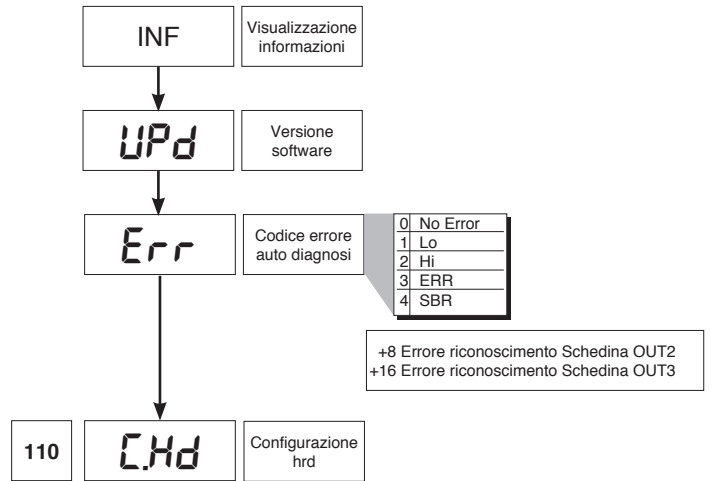 INF
Visualizzazione
informazioni
UPd
Versione
software
Err
Codice errore
auto diagnosi
0 No Error
1 Lo
2 Hi
3 ERR
4 SBR
+8 Errore riconoscimento Schedina OUT2
+16 Errore riconoscimento Schedina OUT3
110
C.Hd
Configurazione
hrd